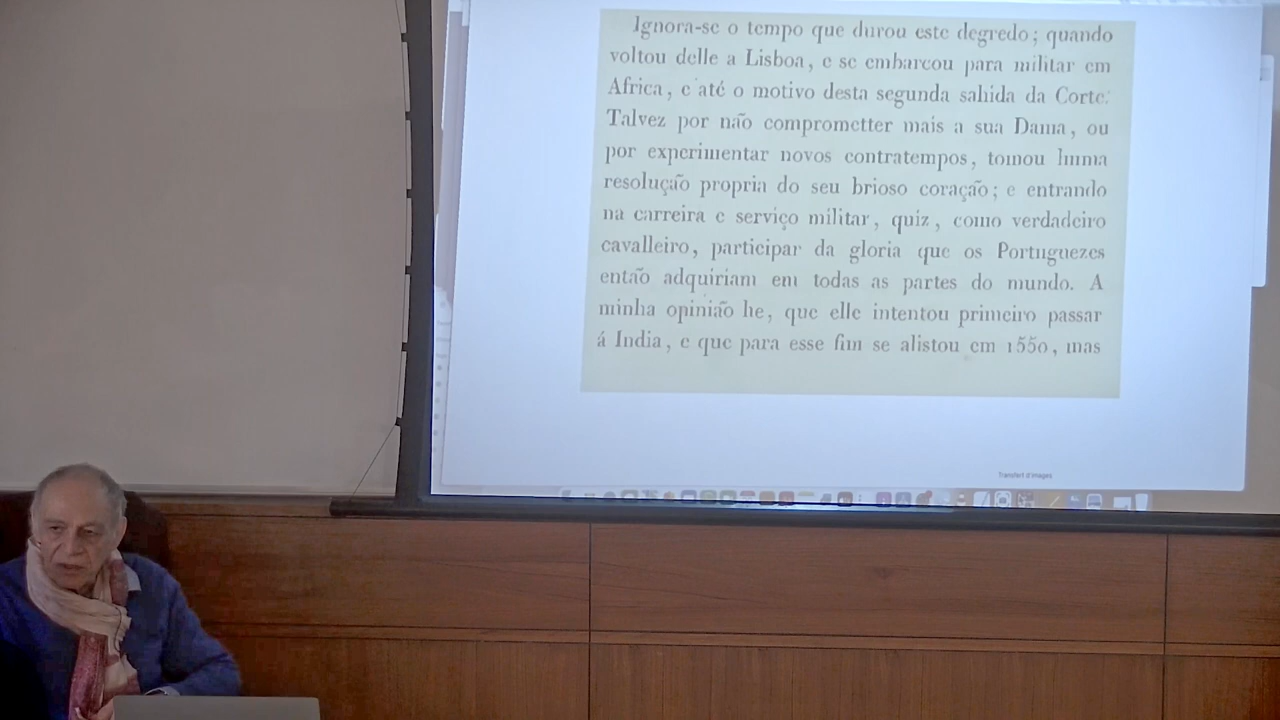 Ignora-se o tempo que durou este degredo; quando
voltou delle a Lisboa, e se embarcou para militar em
Africa, e até o motivo desta segunda sahida da Corte.
Talvez por não comprometter mais a sua Dama, ou
por experimentar novos contratempos, tomou huma
resolução propria do seu brioso coração; e entrando
na carreira e serviço militar, quiz, como verdadeiro
cavalleiro, participar da gloria que os Portuguezes
então adquiriam em todas as partes do mundo. A
minha opinião he, que elle intentou primeiro passar
á India, e que para esse fim se alistou em 1550, mas
Transfert d'images